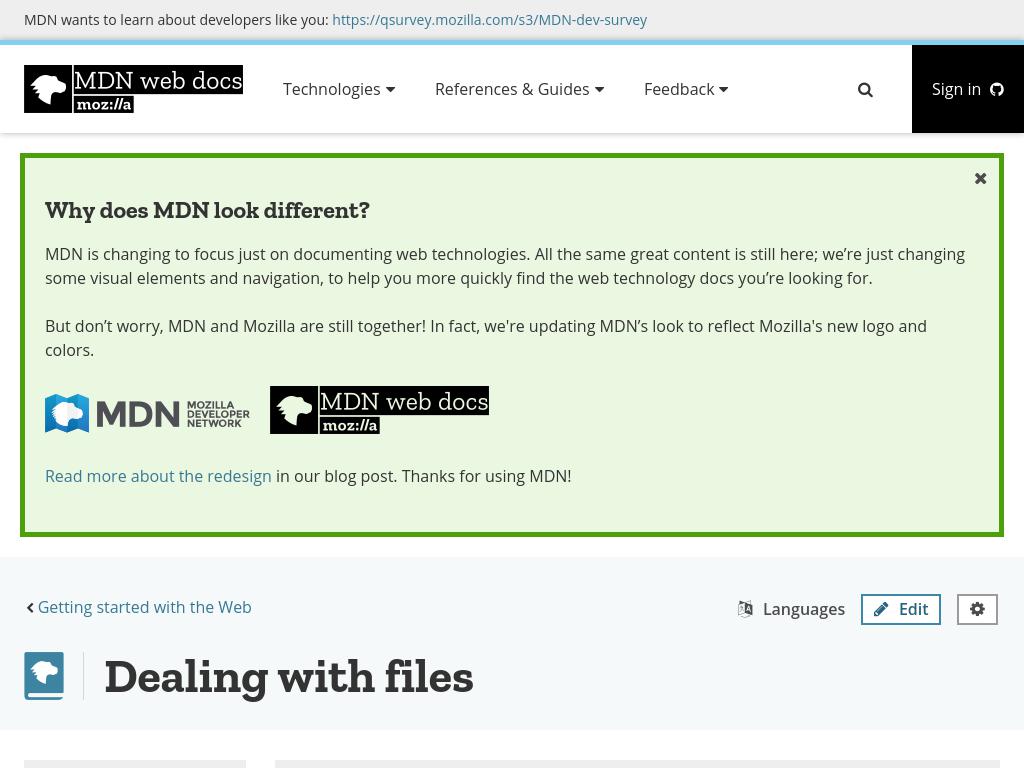 MDN wants to learn about developers like you: https://qsurvey.mozilla.com/s3/MDN-dev-survey
MDN web docs
moz://a
Technologies
References & Guides
Feedback
Sign in
Why does MDN look different?
MDN is changing to focus just on documenting web technologies. All the same great content is still here; we’re just changing
some visual elements and navigation, to help you more quickly find the web technology docs you’re looking for.
But don’t worry, MDN and Mozilla are still together! In fact, we're updating MDN’s look to reflect Mozilla's new logo and
colors.
MDN MOZILLA
DEVELOPER
NETWORK
MDN web docs
moz://a
Read more about the redesign in our blog post. Thanks for using MDN!
Getting started with the Web
Languages
Edit
Dealing with files